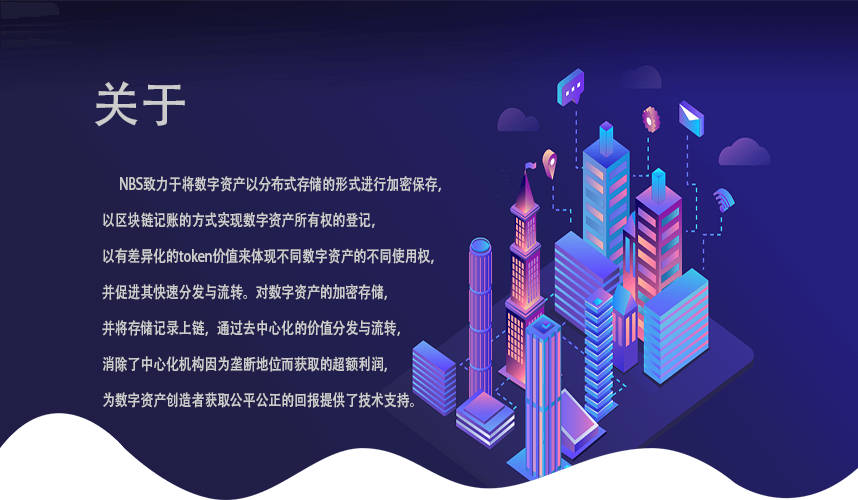 关于
NBS致力于将数字资产以分布式存储的形式进行加密保存，
以区块链记账的方式实现数字资产所有权的登记，
以有差异化的token价值来体现不同数字资产的不同使用权，
并促进其快速分发与流转。对数字资产的加密存储，
并将存储记录上链，通过去中心化的价值分发与流转，
消除了中心化机构因为垄断地位而获取的超额利润，
为数字资产创造者获取公平公正的回报提供了技术支持。